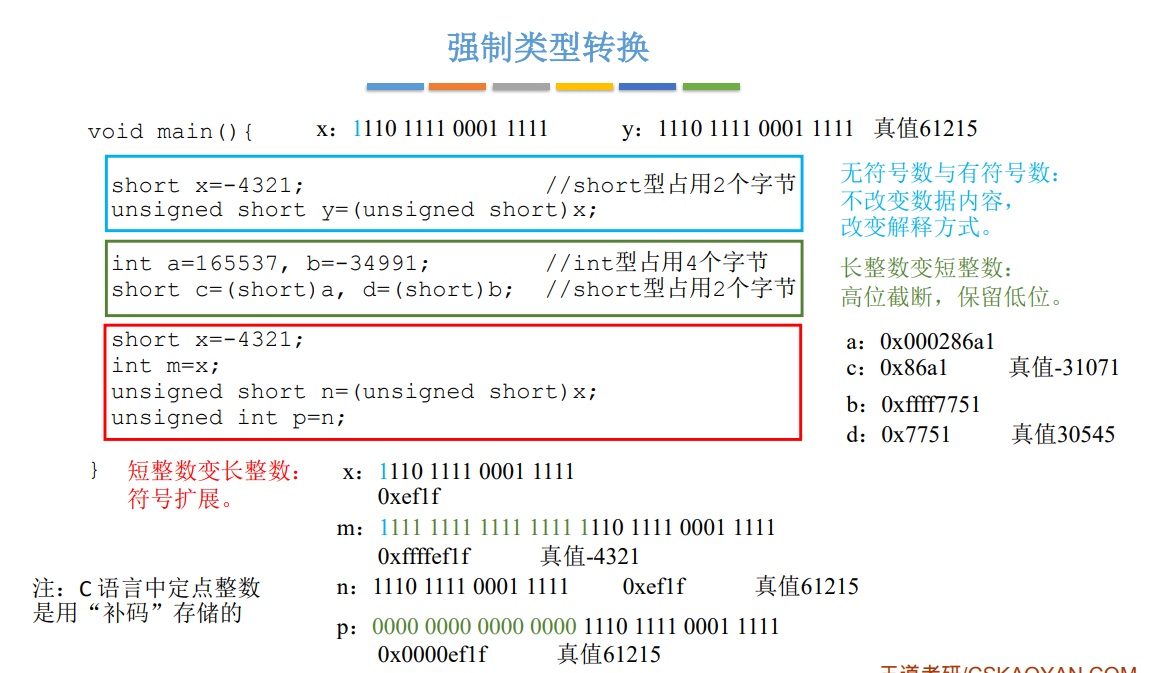 强制类型转换
void main(){ x：1110 1111 0001 1111 y：1110 1111 0001 1111 真值61215
short x=-4321; //short型占用2个字节
unsigned short y=(unsigned short)x;
无符号数与有符号数：
不改变数据内容，
改变解释方式。
int a=165537, b=-34991; //int型占用4个字节
short c=(short)a, d=(short)b; //short型占用2个字节
长整数变短整数：
高位截断，保留低位。
short x=-4321;
int m=x;
unsigned short n=(unsigned short)x;
unsigned int p=n;
a：0x000286a1
c：0x86a1 真值-31071
b：0xffff7751
d：0x7751 真值30545
}
短整数变长整数：
符号扩展。
x：1110 1111 0001 1111
0xef1f
m：1111 1111 1111 1111 1110 1111 0001 1111
0xffffef1f 真值-4321
n：1110 1111 0001 1111 0xef1f 真值61215
p：0000 0000 0000 0000 1110 1111 0001 1111
0x0000ef1f 真值61215
注：C 语言中定点整数
是用“补码”存储的
王道考研/CSKAOYAN.COM